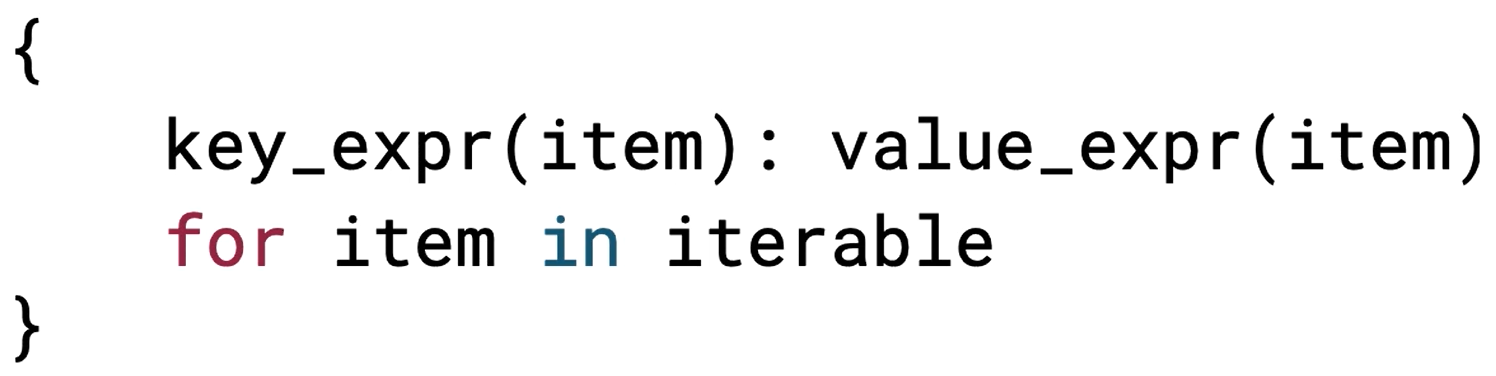 {
    key_expr(item): value_expr(item)
    for item in iterable
}